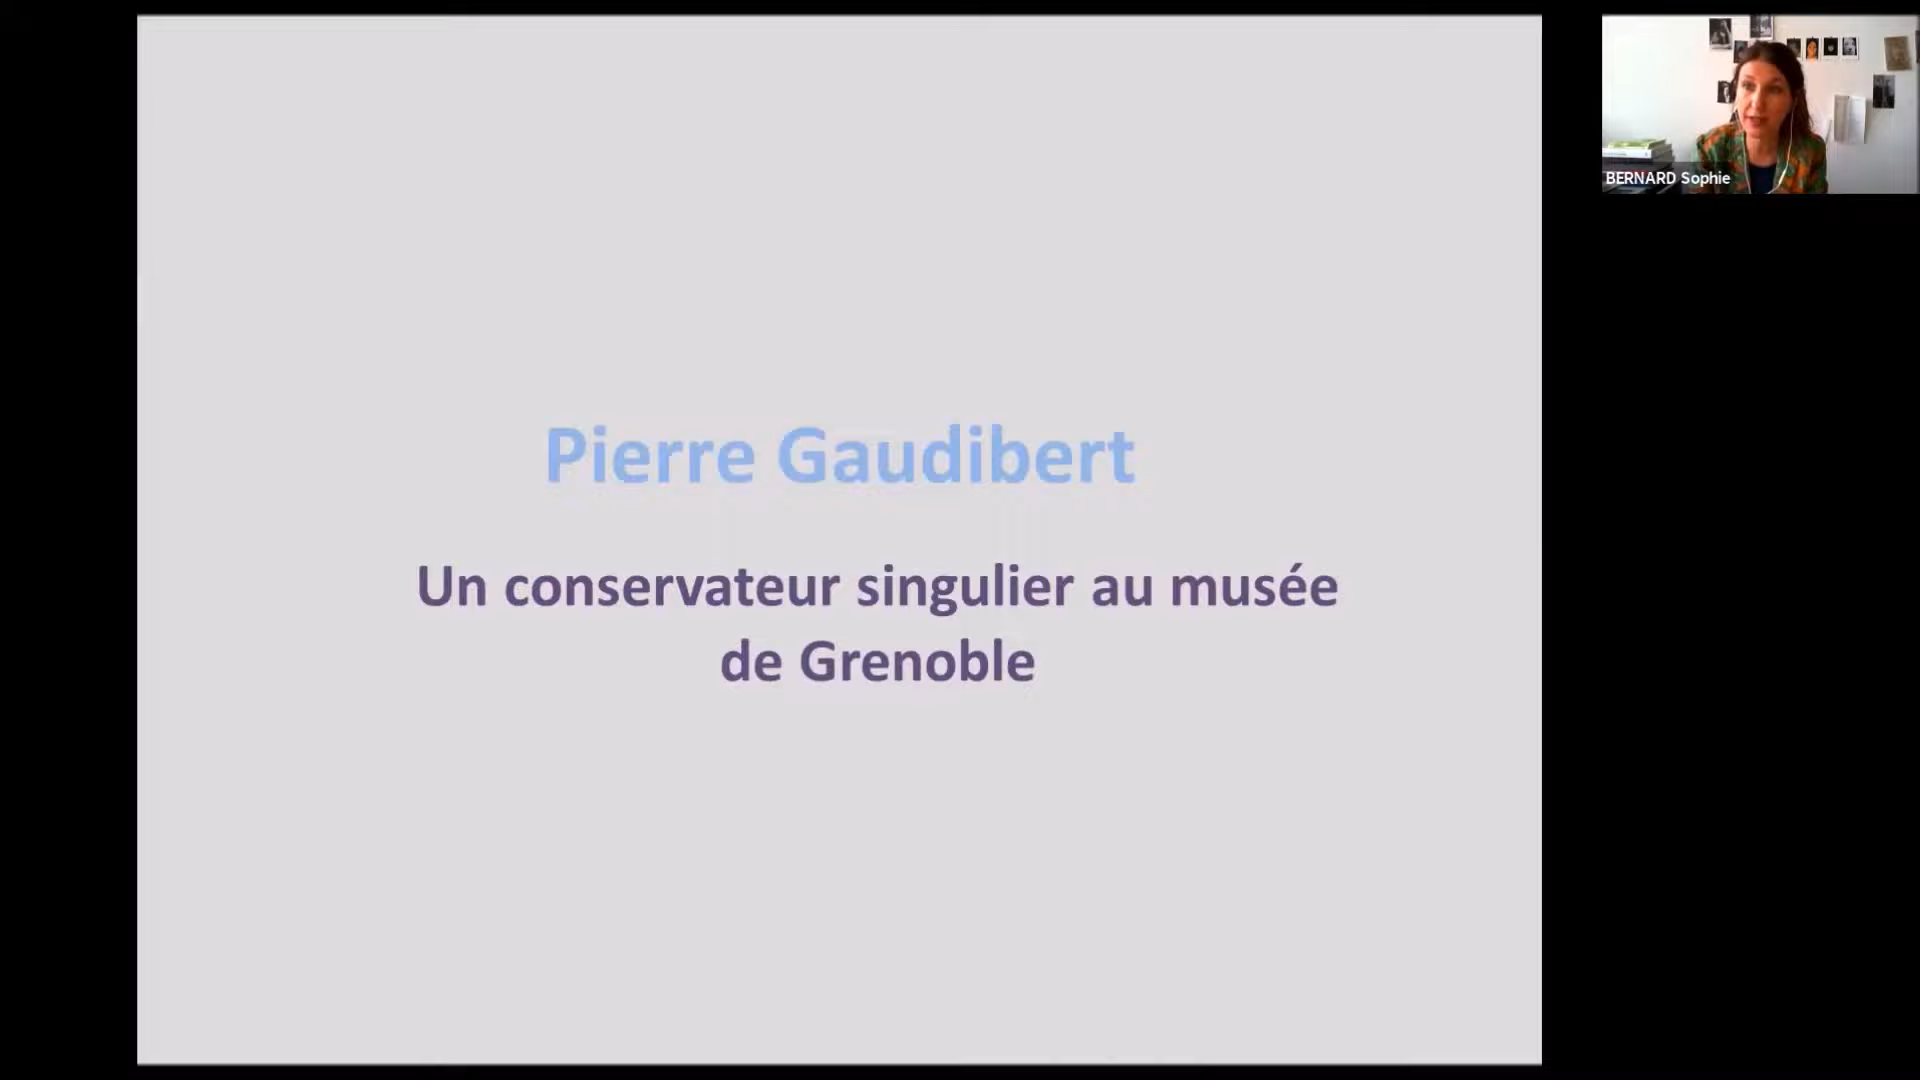 Pierre Gaudibert
Un conservateur singulier au musée
de Grenoble
BERNARD Sophie